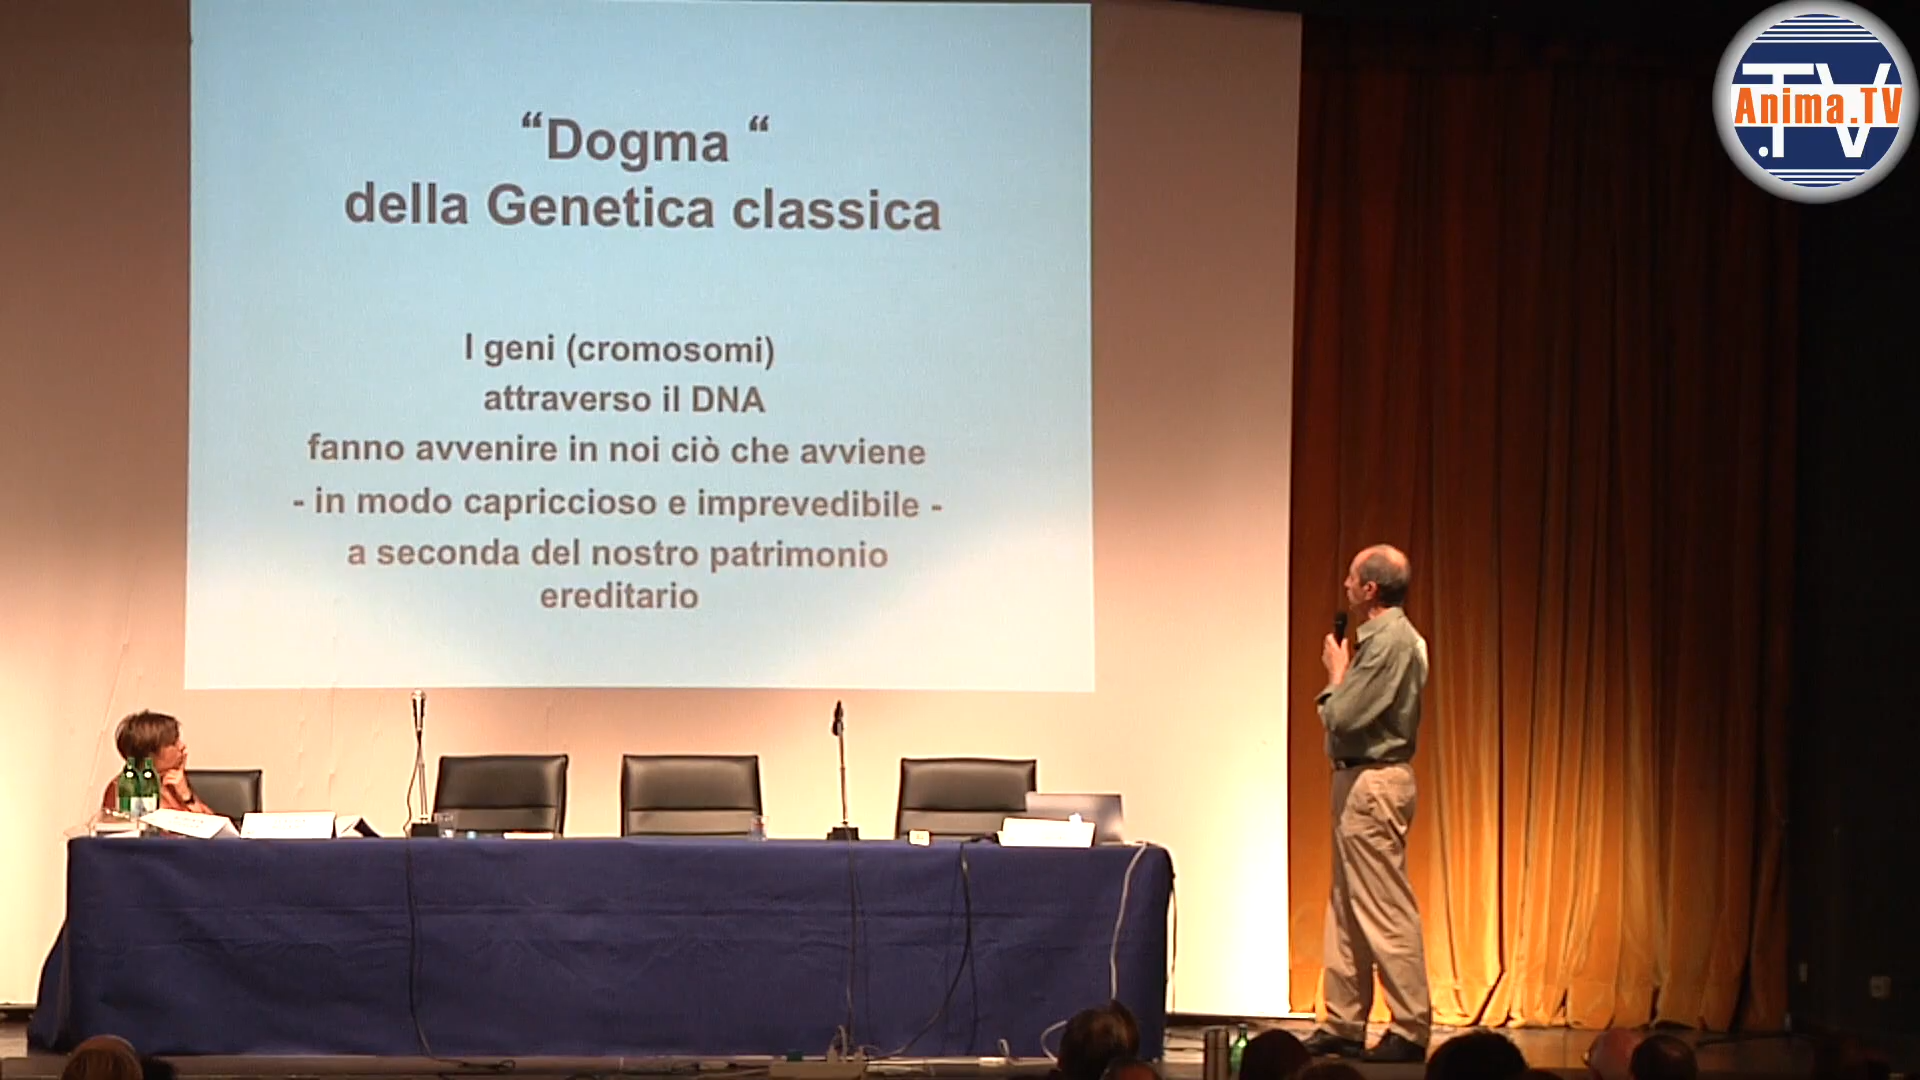 “Dogma “
della Genetica classica
I geni (cromosomi)
attraverso il DNA
fanno avvenire in noi ciò che avviene
- in modo capriccioso e imprevedibile -
a seconda del nostro patrimonio
ereditario
.TV
Anima.TV